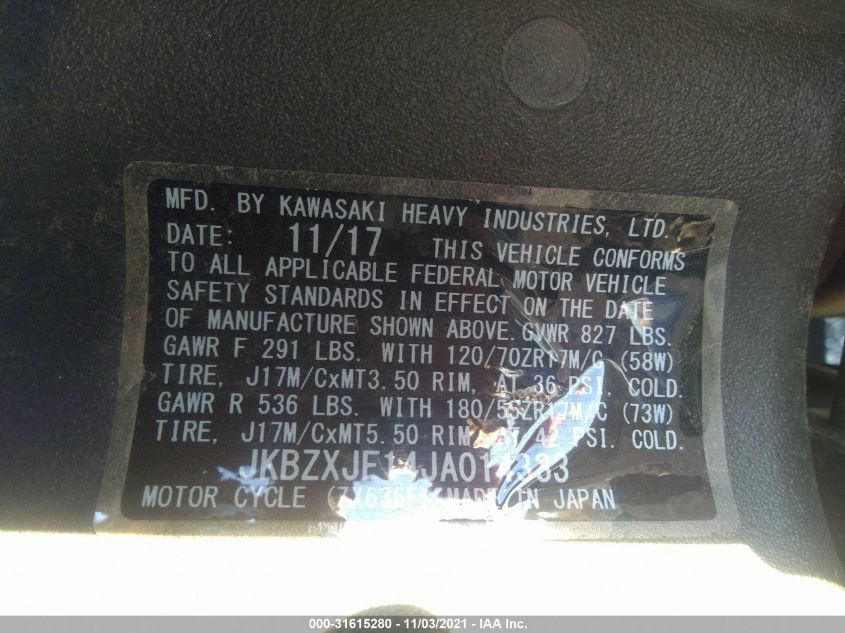 MFD. BY KAWASAKI HEAVY INDUSTRIES, LTD.
DATE: 11/17 THIS VEHICLE CONFORMS
TO ALL APPLICABLE FEDERAL MOTOR VEHICLE
SAFETY STANDARDS IN EFFECT ON THE DATE
OF MANUFACTURE SHOWN ABOVE. GVWR 827 LBS.
GAWR F 291 LBS. WITH 120/70ZR17M/C (58W)
TIRE, J17M/CxMT3.50 RIM, AT 36 PSI. COLD.
GAWR R 536 LBS. WITH 180/55ZR17M/C (73W)
TIRE, J17M/CxMT5.50 RIM, AT 42 PSI. COLD.
MOTOR CYCLE MADE IN JAPAN
000-31615280 - 11/03/2021 - IAA Inc.